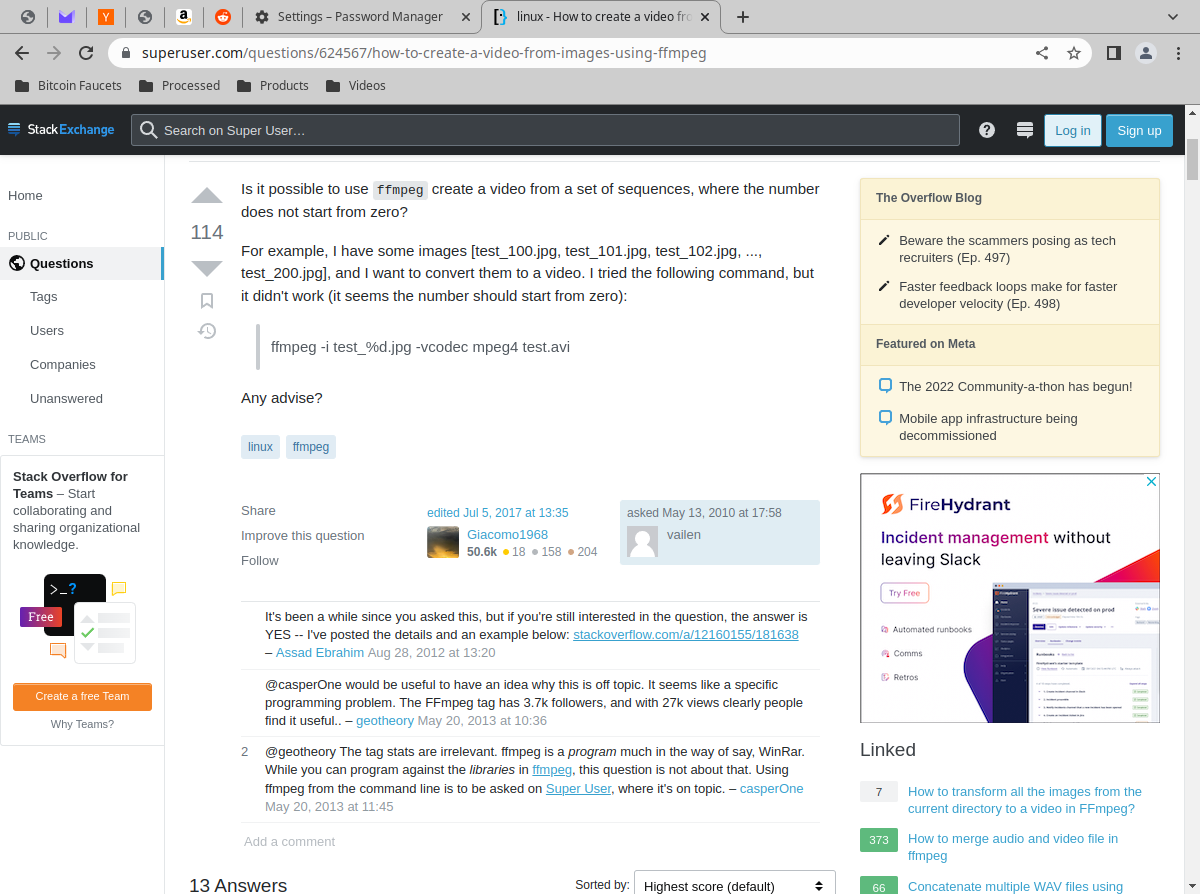 Settings – Password Manager
linux - How to create a video fro
superuser.com/questions/624567/how-to-create-a-video-from-images-using-ffmpeg
Bitcoin Faucets
Processed
Products
Videos
StackExchange
Search on Super User…
Log in
Sign up
Home
PUBLIC
Questions
Tags
Users
Companies
Unanswered
TEAMS
Stack Overflow for
Teams – Start
collaborating and
sharing organizational
knowledge.
>_?
Free
Create a free Team
Why Teams?
114
Is it possible to use ffmpeg create a video from a set of sequences, where the number
does not start from zero?
For example, I have some images [test_100.jpg, test_101.jpg, test_102.jpg, ...,
test_200.jpg], and I want to convert them to a video. I tried the following command, but
it didn't work (it seems the number should start from zero):
ffmpeg -i test_%d.jpg -vcodec mpeg4 test.avi
Any advise?
linux
ffmpeg
Share
Improve this question
Follow
edited Jul 5, 2017 at 13:35
Giacomo1968
50.6k 18 158 204
asked May 13, 2010 at 17:58
vailen
It's been a while since you asked this, but if you're still interested in the question, the answer is
YES -- I've posted the details and an example below: stackoverflow.com/a/12160155/181638
– Assad Ebrahim Aug 28, 2012 at 13:20
@casperOne would be useful to have an idea why this is off topic. It seems like a specific
programming problem. The FFmpeg tag has 3.7k followers, and with 27k views clearly people
find it useful.. – geotheory May 20, 2013 at 10:36
2 @geotheory The tag stats are irrelevant. ffmpeg is a program much in the way of say, WinRar.
While you can program against the libraries in ffmpeg, this question is not about that. Using
ffmpeg from the command line is to be asked on Super User, where it's on topic. – casperOne
May 20, 2013 at 11:45
Add a comment
13 Answers
Sorted by:
Highest score (default)
The Overflow Blog
Beware the scammers posing as tech
recruiters (Ep. 497)
Faster feedback loops make for faster
developer velocity (Ep. 498)
Featured on Meta
The 2022 Community-a-thon has begun!
Mobile app infrastructure being
decommissioned
FireHydrant
Incident management without
leaving Slack
Try Free
Automated runbooks
Comms
Retros
Severe issue detected on prod
Linked
7 How to transform all the images from the
current directory to a video in FFmpeg?
373 How to merge audio and video file in
ffmpeg
66 Concatenate multiple WAV files using